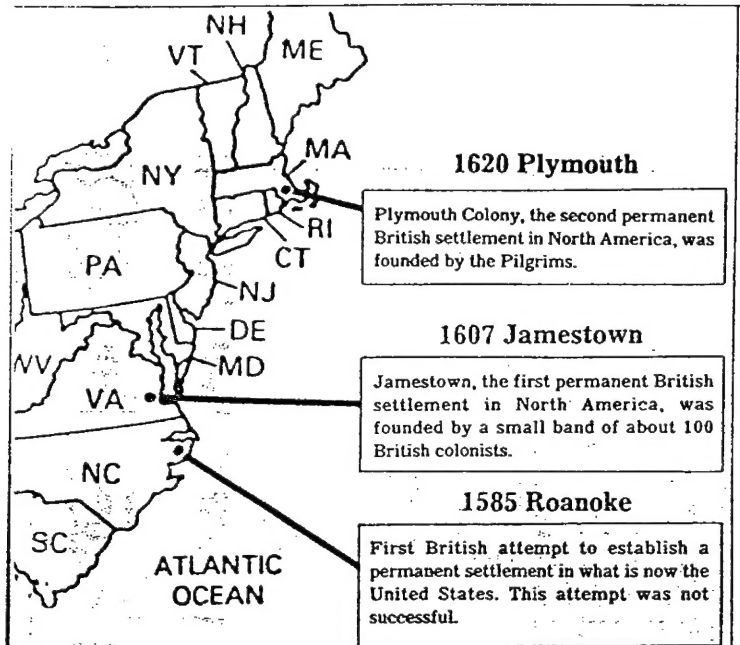 NH
ME
VT
MA
NY
RI
CT
PA
NJ
DE
MD
WV
VA
NC
SC
ATLANTIC
OCEAN
1620 Plymouth
Plymouth Colony, the second permanent
British settlement in North America, was
founded by the Pilgrims.
1607 Jamestown
Jamestown, the first permanent British
settlement in North America, was
founded by a small band of about 100
British colonists.
1585 Roanoke
First British attempt to establish a
permanent settlement in what is now the
United States. This attempt was not
successful.